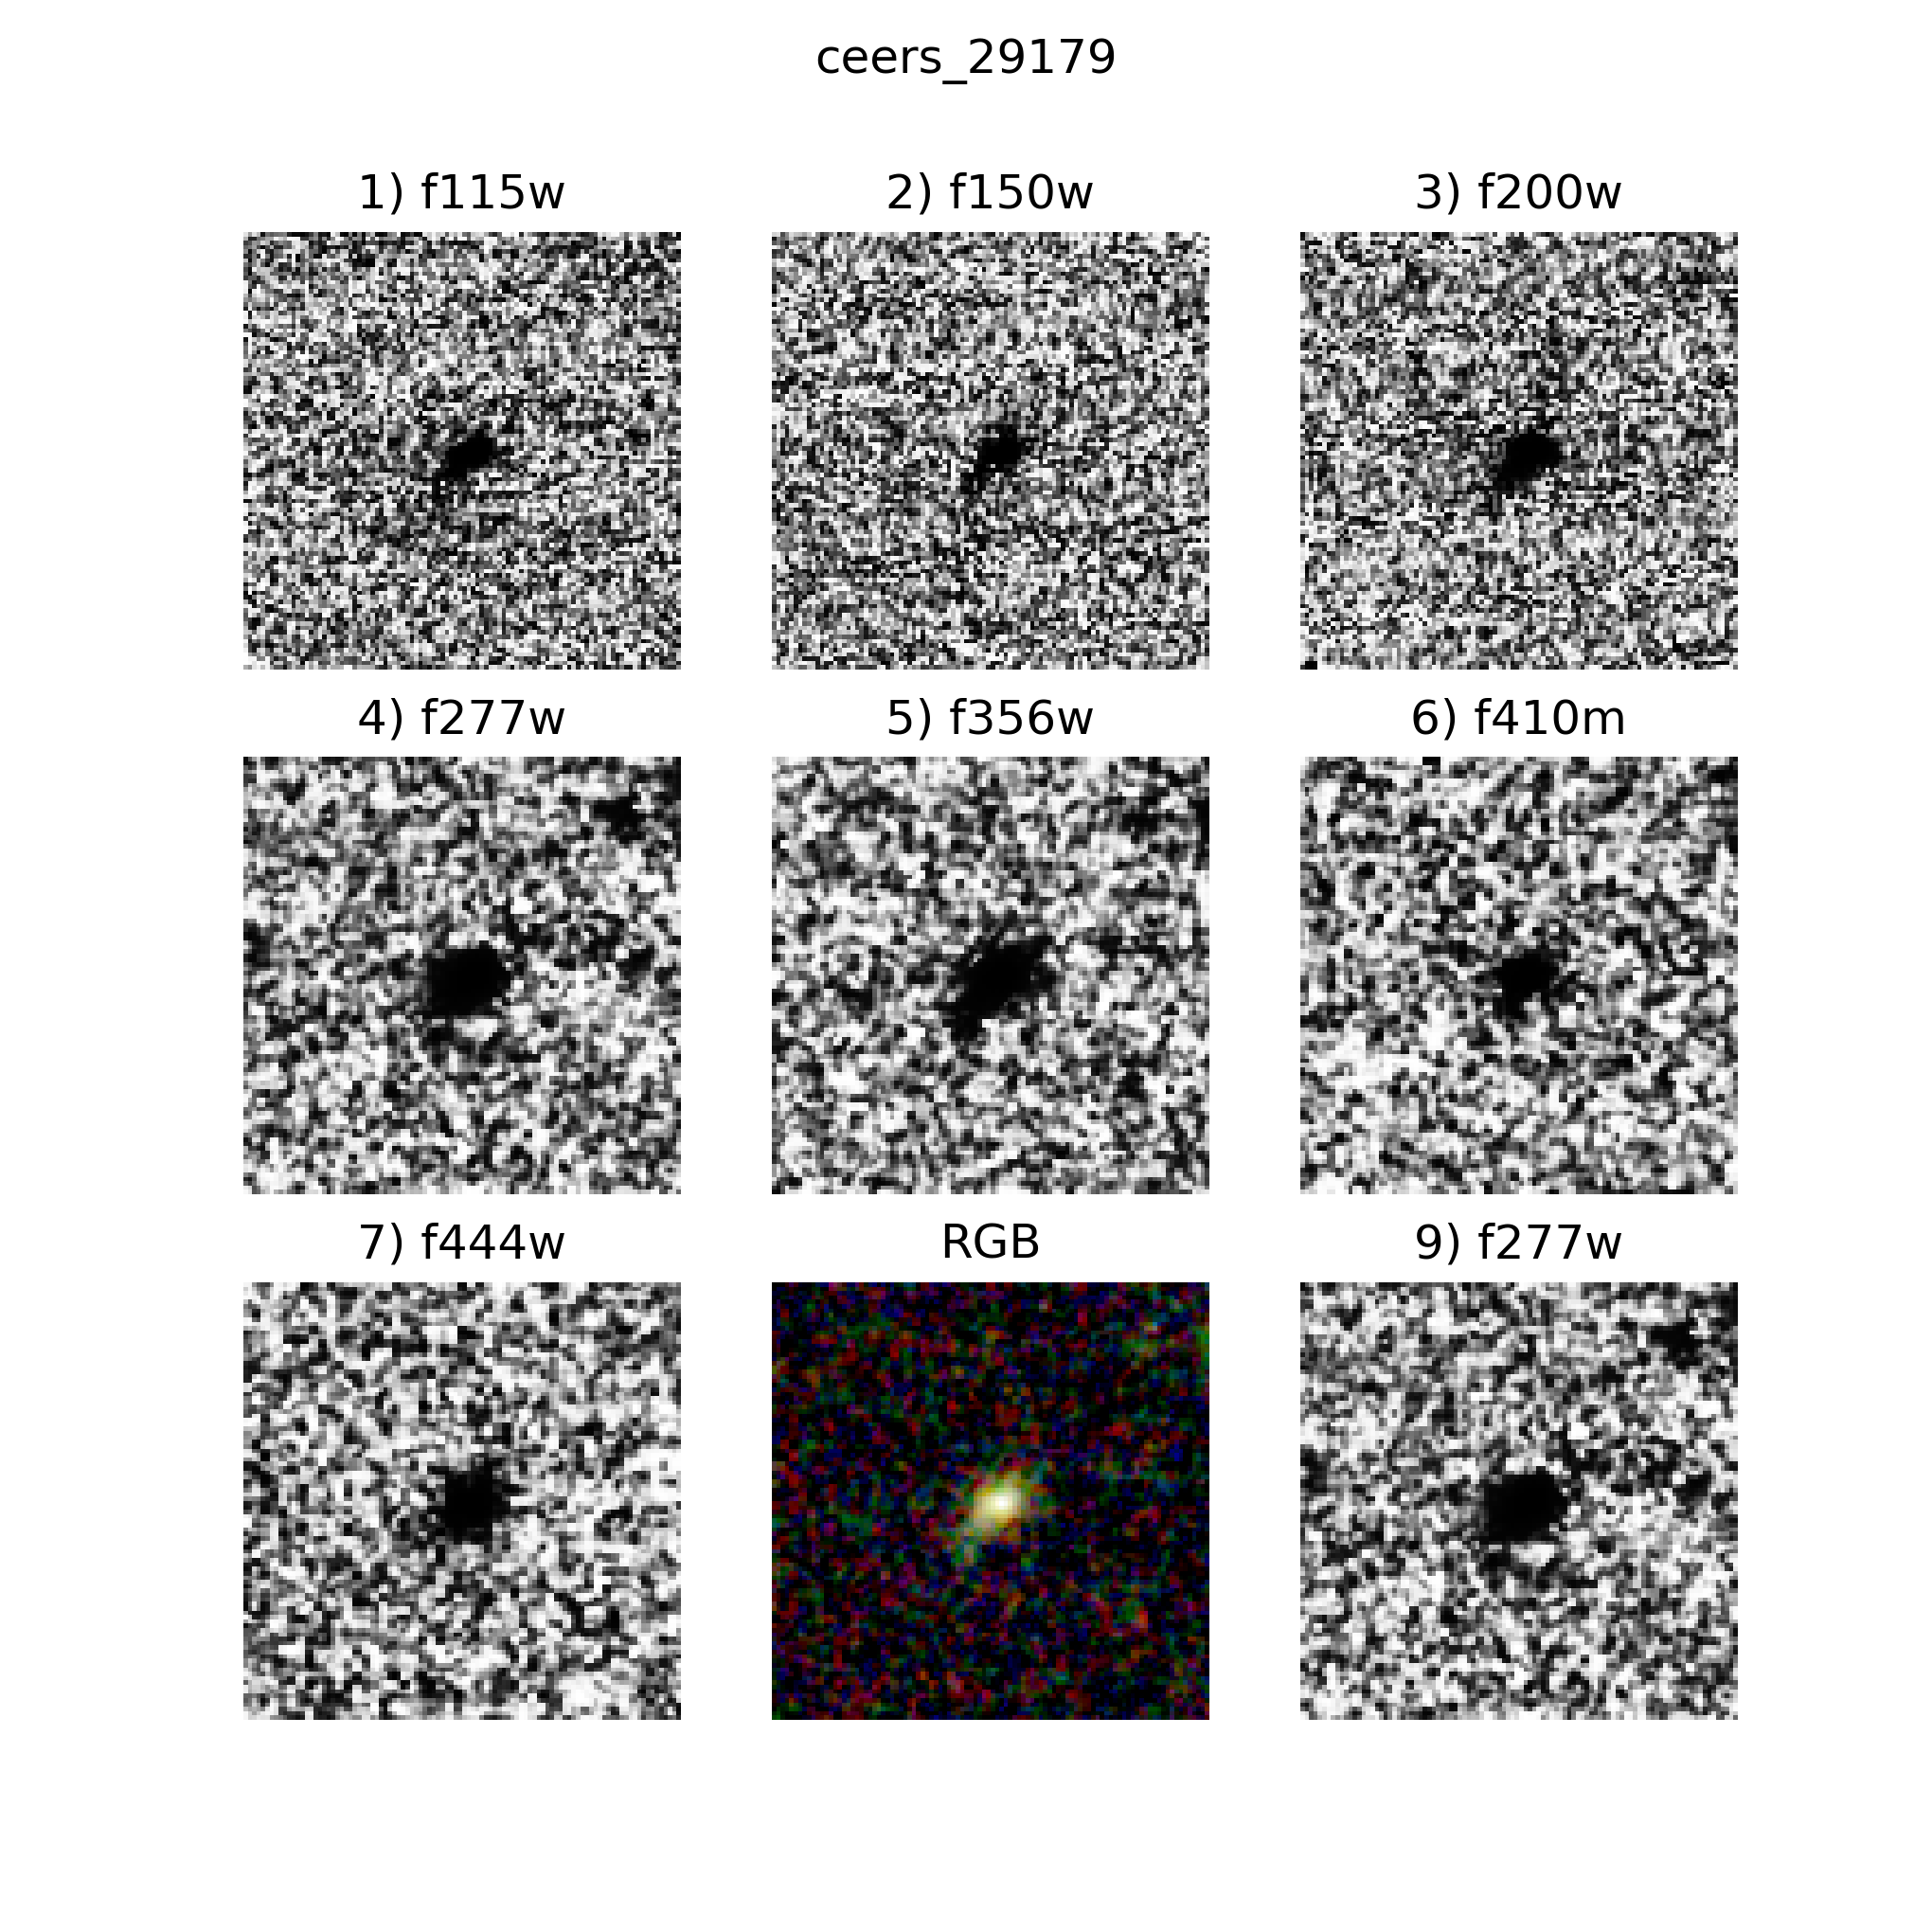 ceers_29179
1) f115w
2) f150w
3) f200w
4) f277w
5) f356w
6) f410m
7) f444w
RGB
9) f277w